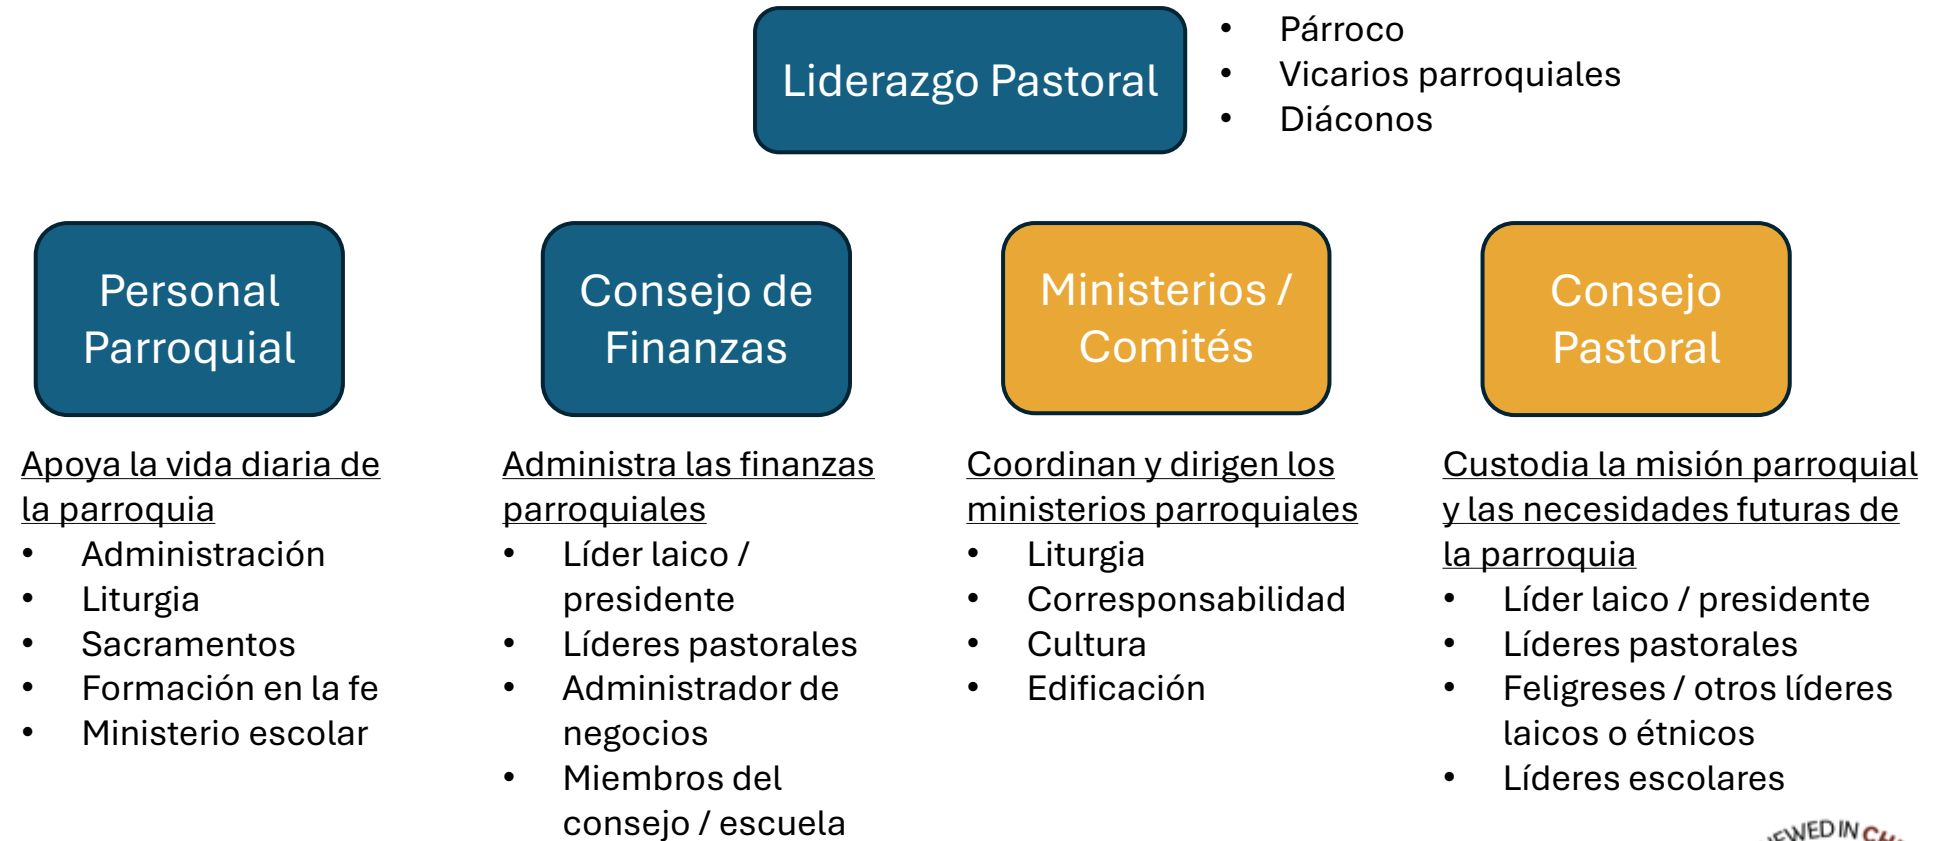 Liderazgo Pastoral
• Párroco
• Vicarios parroquiales
• Diáconos
Personal
Parroquial
Apoya la vida diaria de
la parroquia
• Administración
• Liturgia
• Sacramentos
• Formación en la fe
• Ministerio escolar
Consejo de
Finanzas
Administra las finanzas
parroquiales
• Líder laico /
presidente
• Líderes pastorales
• Administrador de
negocios
• Miembros del
consejo / escuela
Ministerios /
Comités
Coordinan y dirigen los
ministerios parroquiales
• Liturgia
• Corresponsabilidad
• Cultura
• Edificación
Consejo
Pastoral
Custodia la misión parroquial
y las necesidades futuras de
la parroquia
• Líder laico / presidente
• Líderes pastorales
• Feligreses / otros líderes
laicos o étnicos
• Líderes escolares
IN